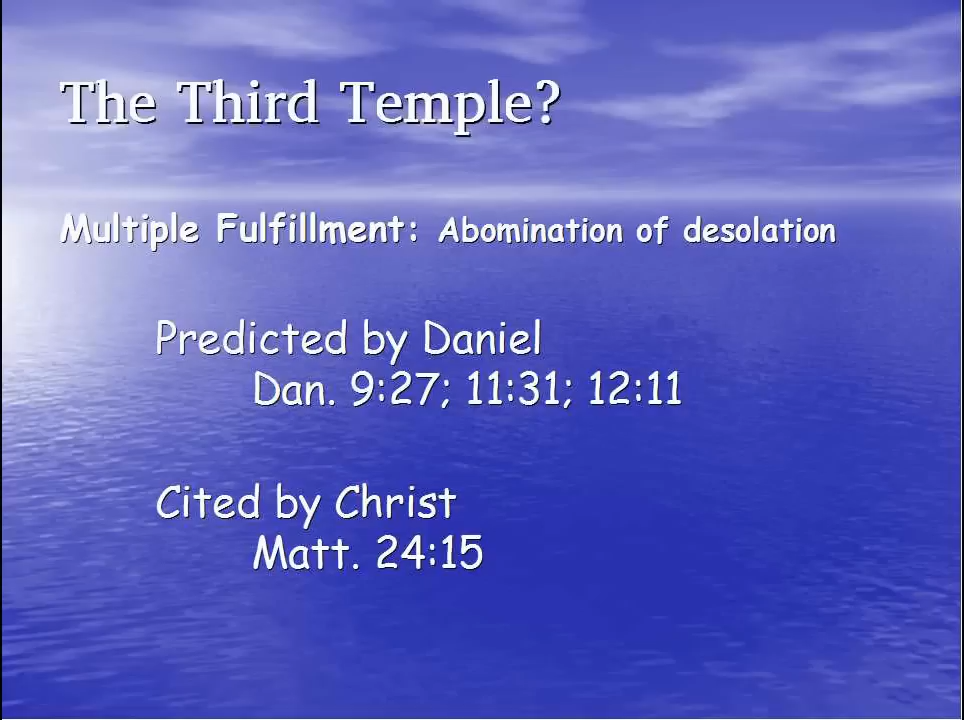 The Third Temple?
Multiple Fulfillment: Abomination of desolation
Predicted by Daniel
Dan. 9:27; 11:31; 12:11
Cited by Christ
Matt. 24:15